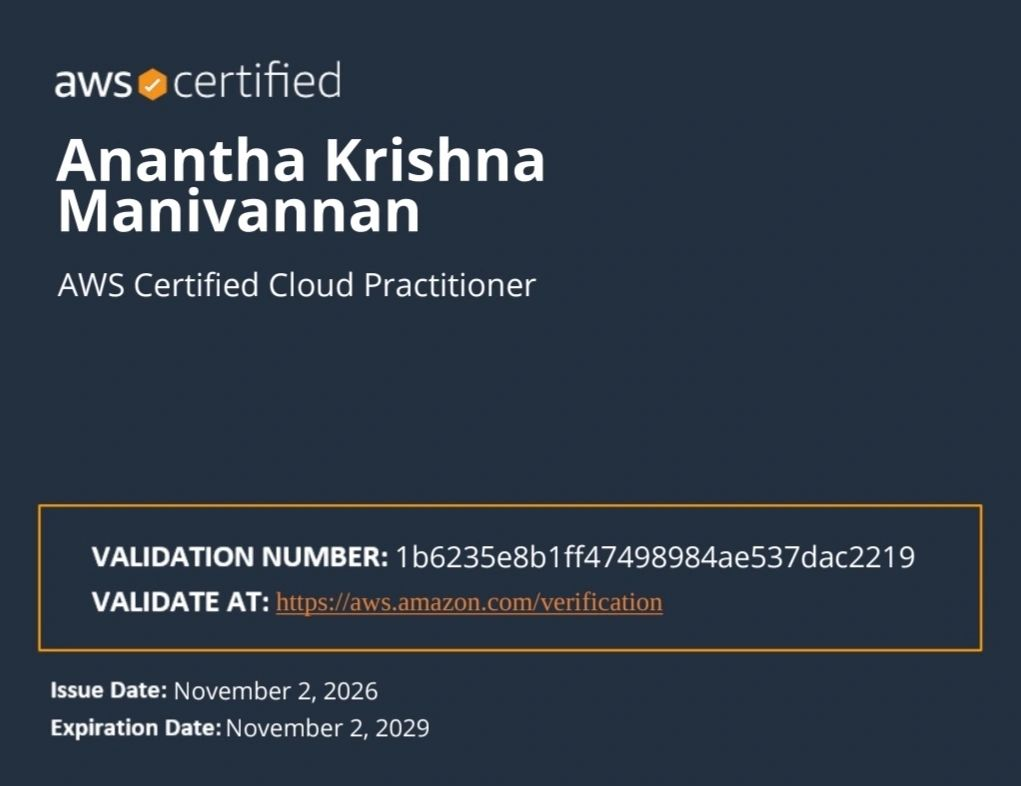 aws certified
Anantha Krishna
Manivannan
AWS Certified Cloud Practitioner
VALIDATION NUMBER: 1b6235e8b1ff47498984ae537dac2219
VALIDATE AT: https://aws.amazon.com/verification
Issue Date: November 2, 2026
Expiration Date: November 2, 2029